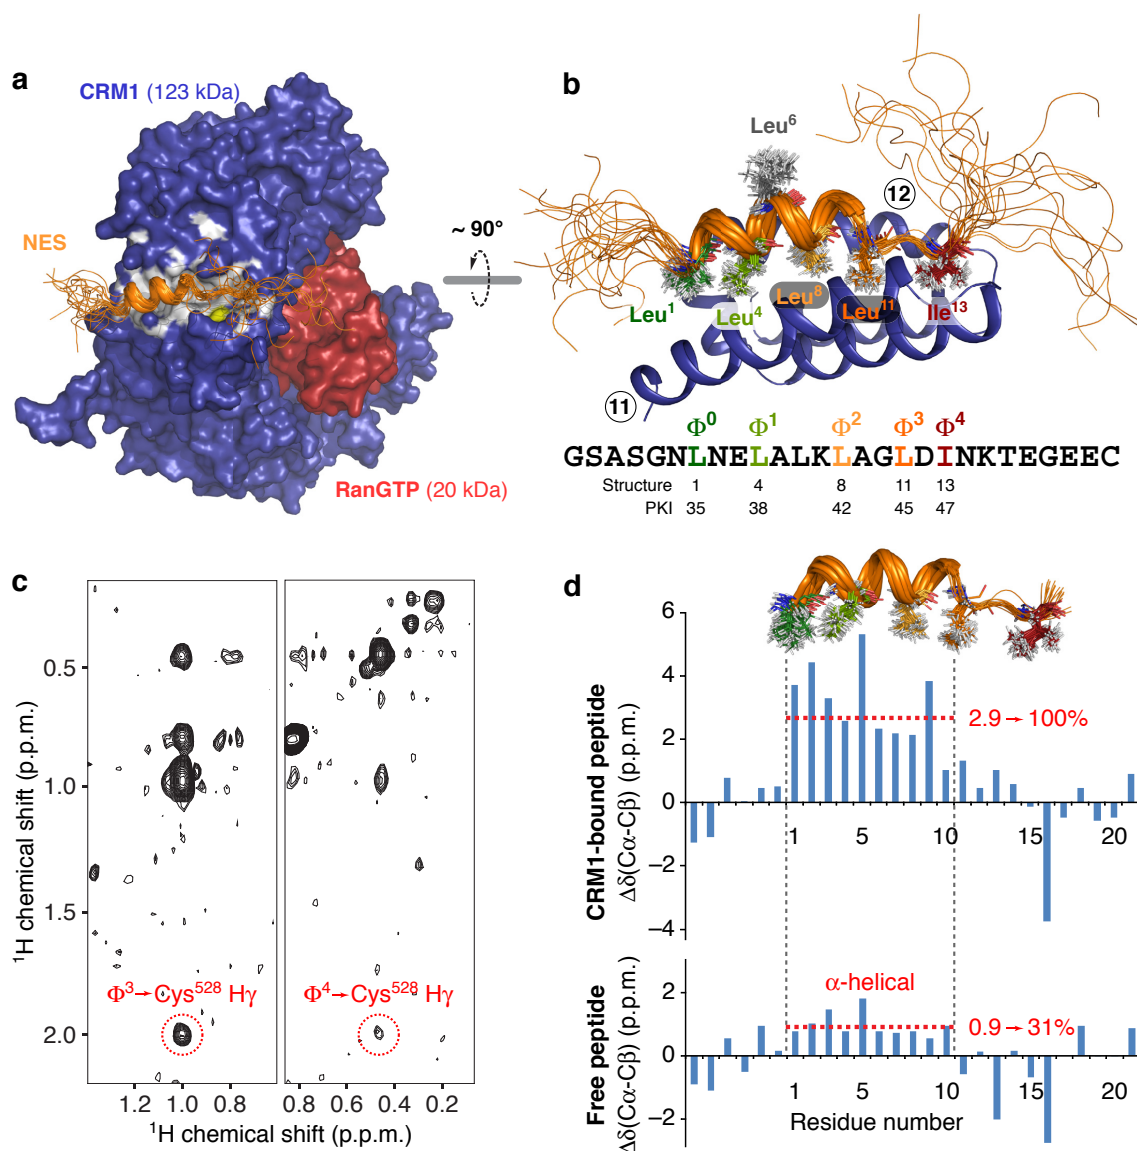 a
CRM1 (123 kDa)
NES
~ 90°
RanGTP (20 kDa)
b
Leu⁶
12
Leu¹
Leu⁴
Leu⁸
Leu¹¹
Ile¹³
11
Φ⁰ Φ¹ Φ² Φ³ Φ⁴
GSASGNLNELALKLAGLDINKTEGEEC
Structure 1 4 8 11 13
PKI 35 38 42 45 47
c
¹H chemical shift (p.p.m.)
0.5
1.0
1.5
2.0
Φ³→Cys⁵²⁸ Hγ
Φ⁴→Cys⁵²⁸ Hγ
1.2 1.0 0.8
0.8 0.6 0.4 0.2
¹H chemical shift (p.p.m.)
d
CRM1-bound peptide
Δδ(Cα-Cβ) (p.p.m.)
6
4
2
0
−2
−4
2.9→100%
1 5 10 15 20
Free peptide
Δδ(Cα-Cβ) (p.p.m.)
2
0
−2
α-helical
0.9→31%
1 5 10 15 20
Residue number